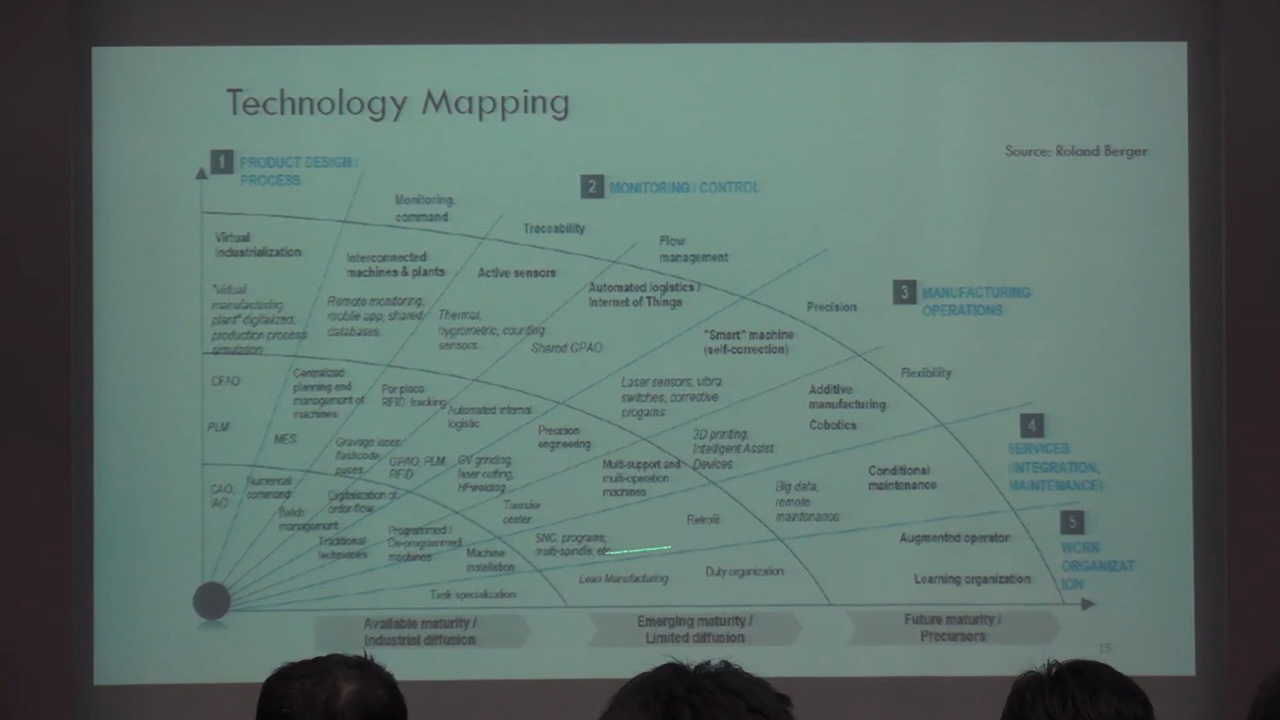 Technology Mapping
Source: Roland Berger
1 PRODUCT DESIGN /
PROCESS
2 MONITORING / CONTROL
Monitoring,
command
Traceability
Flow
management
Virtual
industrialization
Interconnected
machines & plants
Active sensors
Automated logistics /
Internet of Things
Precision
3 MANUFACTURING
OPERATIONS
"Virtual
manufacturing
plant" digitalized,
production process
simulation
Remote monitoring,
mobile app, shared
databases
Thermal,
hygrometric, counting
sensors...
Shared GPAO
"Smart" machine
(self-correction)
Flexibility
CFAO
Centralized
planning and
management of
machines
Per piece
RFID tracking
Automated internal
logistic
Laser sensors, vibra
switches, corrective
progams
Additive
manufacturing
Cobotics
4
SERVICES
(INTEGRATION,
MAINTENANCE)
PLM
MES
Gravage laser,
flashcode,
puces
GPAO, PLM,
RFID
GV grinding,
laser cutting,
HF welding
Precision
engineering
3D printing,
Intelligent Assist
Devices
Multi-support and
multi-operation
machines
Conditional
maintenance
CAO,
IAO
Numerical
command
Batch
management
Digitalization of
order flow
Transfer
center
Retrofit
Big data,
remote
maintenance
5
WORK
ORGANIZAT
ION
Traditional
techniques
Programmed /
De-programmed
machines
Machine
installation
SNC, programs,
multi-spindle, etc
Augmented operator
Task specialization
Lean Manufacturing
Duty organization
Learning organization
Available maturity /
Industrial diffusion
Emerging maturity /
Limited diffusion
Future maturity /
Precursors
15